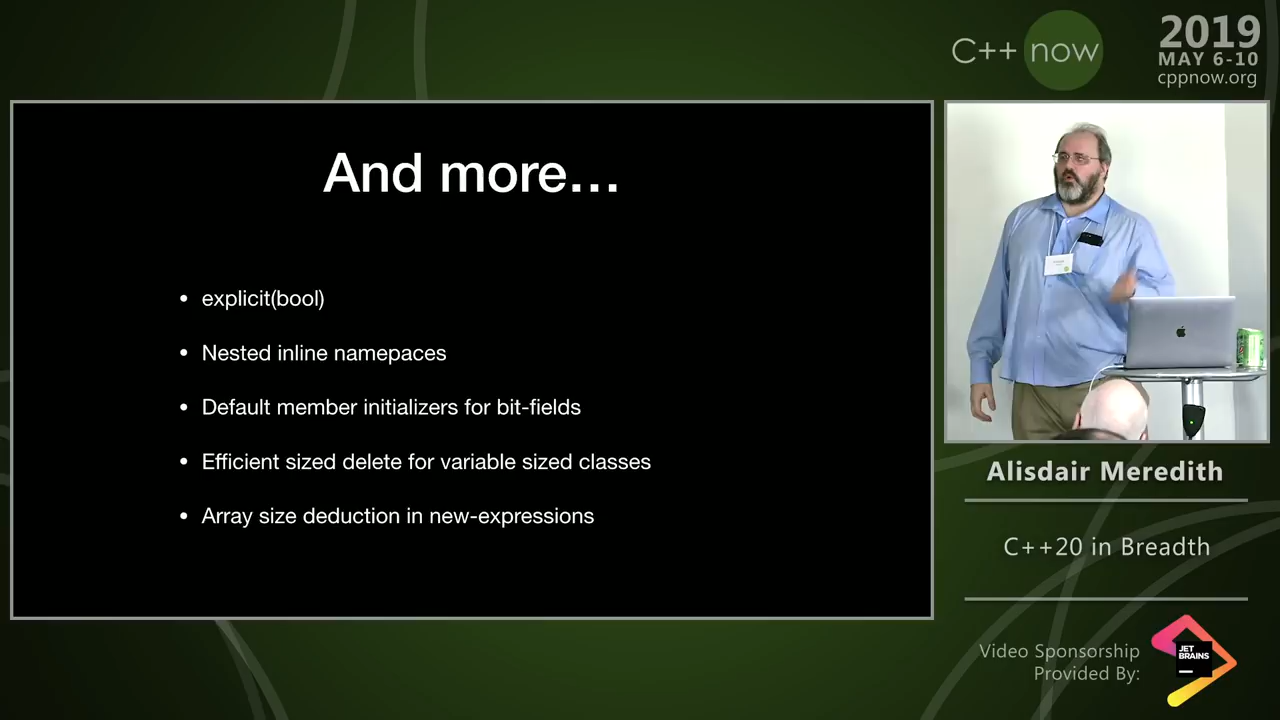 C++ now
2019
MAY 6-10
cppnow.org
And more…
• explicit(bool)
• Nested inline namepaces
• Default member initializers for bit-fields
• Efficient sized delete for variable sized classes
• Array size deduction in new-expressions
Alisdair Meredith
C++20 in Breadth
Video Sponsorship
Provided By:
JET
BRAINS